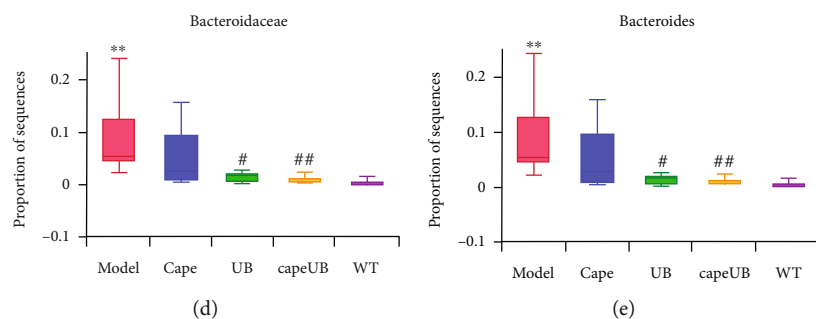 Bacteroidaceae
**
0.2
Proportion of sequences
0.1
#
##
0
−0.1
Model Cape UB capeUB WT
(d)
Bacteroides
**
0.2
Proportion of sequences
0.1
#
##
0
−0.1
Model Cape UB capeUB WT
(e)